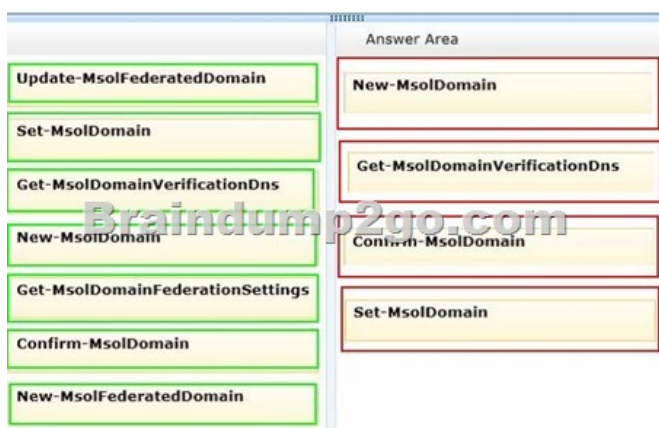 Answer Area
Update-MsolFederatedDomain
Set-MsolDomain
Get-MsolDomainVerificationDns
New-MsolDomain
Get-MsolDomainFederationSettings
Confirm-MsolDomain
New-MsolFederatedDomain
New-MsolDomain
Get-MsolDomainVerificationDns
Confirm-MsolDomain
Set-MsolDomain
Braindump2go.com